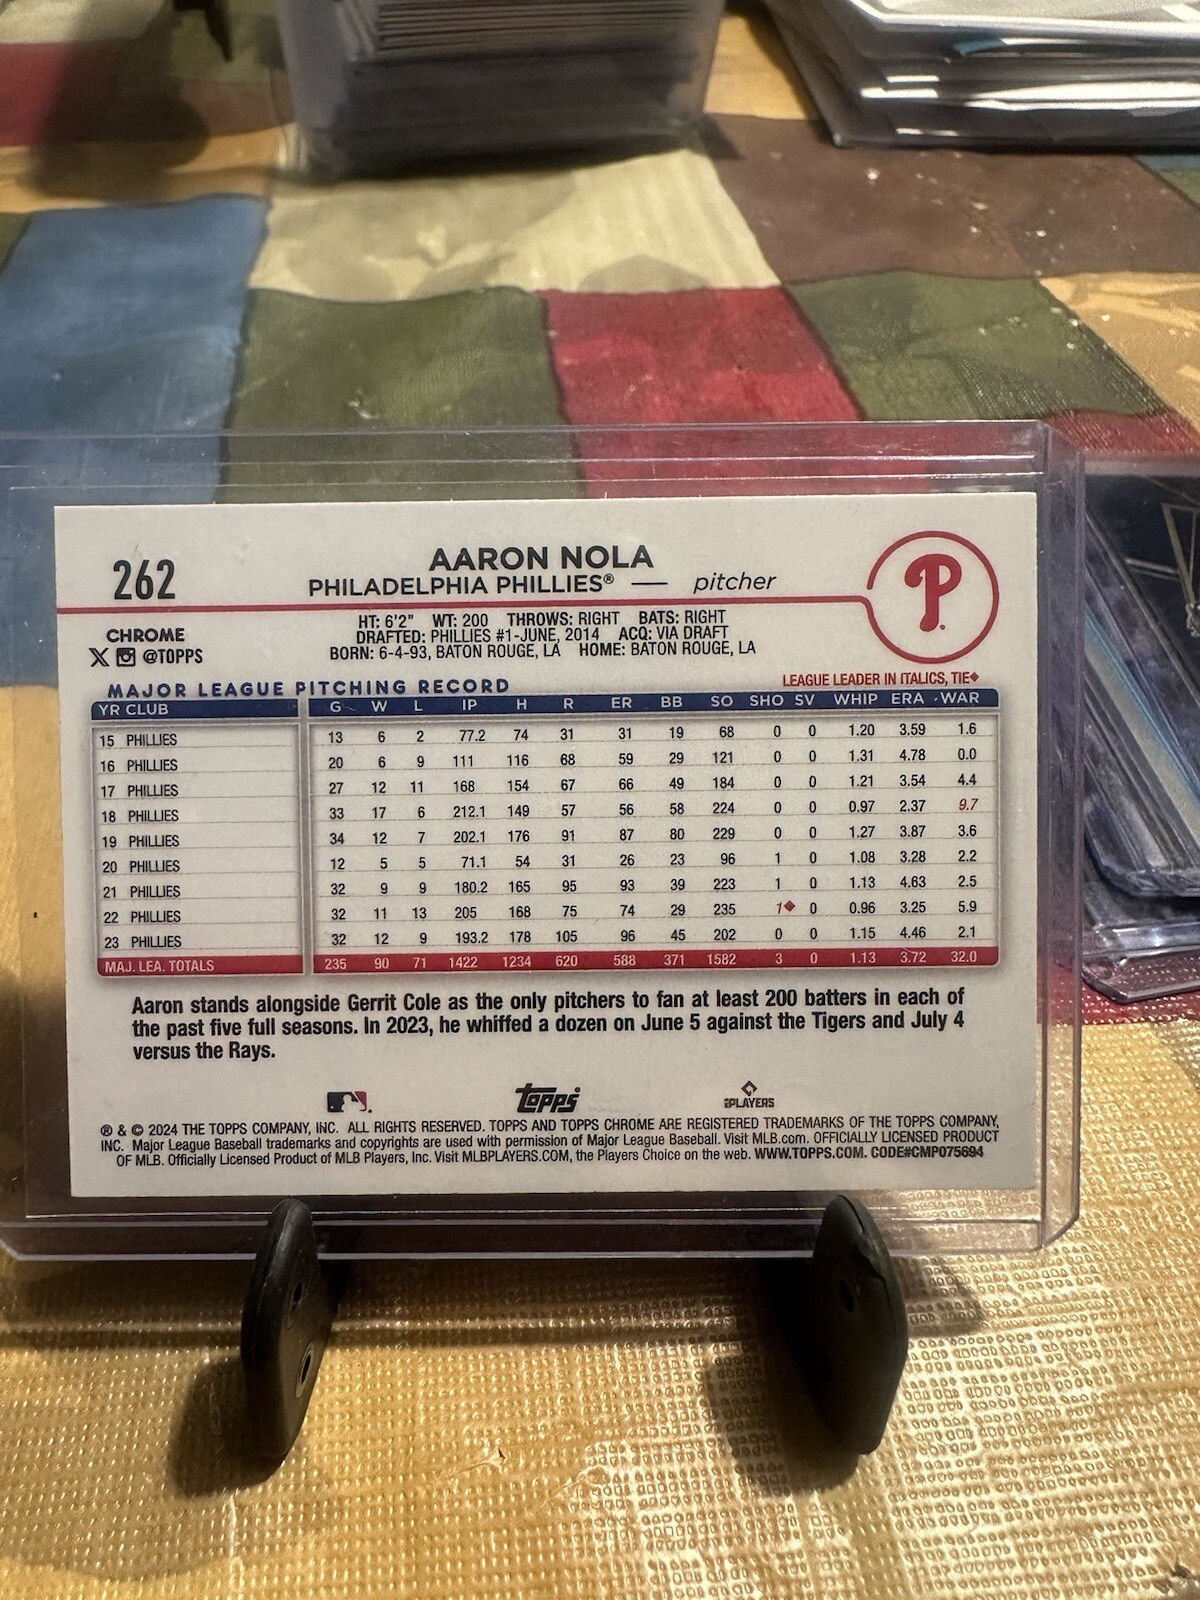 262
AARON NOLA
PHILADELPHIA PHILLIES® — pitcher
P
CHROME
@TOPPS
HT: 6'2" WT: 200 THROWS: RIGHT BATS: RIGHT
DRAFTED: PHILLIES #1-JUNE, 2014 ACQ: VIA DRAFT
BORN: 6-4-93, BATON ROUGE, LA HOME: BATON ROUGE, LA
MAJOR LEAGUE PITCHING RECORD
LEAGUE LEADER IN ITALICS, TIE◆
YR CLUB G W L IP H R ER BB SO SHO SV WHIP ERA WAR
15 PHILLIES 13 6 2 77.2 74 31 31 19 68 0 0 1.20 3.59 1.6
16 PHILLIES 20 6 9 111 116 68 59 29 121 0 0 1.31 4.78 0.0
17 PHILLIES 27 12 11 168 154 67 66 49 184 0 0 1.21 3.54 4.4
18 PHILLIES 33 17 6 212.1 149 57 56 58 224 0 0 0.97 2.37 9.7
19 PHILLIES 34 12 7 202.1 176 91 87 80 229 0 0 1.27 3.87 3.6
20 PHILLIES 12 5 5 71.1 54 31 26 23 96 1 0 1.08 3.28 2.2
21 PHILLIES 32 9 9 180.2 165 95 93 39 223 1 0 1.13 4.63 2.5
22 PHILLIES 32 11 13 205 168 75 74 29 235 1◆ 0 0.96 3.25 5.9
23 PHILLIES 32 12 9 193.2 178 105 96 45 202 0 0 1.15 4.46 2.1
MAJ. LEA. TOTALS 235 90 71 1422 1234 620 588 371 1582 3 0 1.13 3.72 32.0
Aaron stands alongside Gerrit Cole as the only pitchers to fan at least 200 batters in each of
the past five full seasons. In 2023, he whiffed a dozen on June 5 against the Tigers and July 4
versus the Rays.
Topps
PLAYERS
® & © 2024 THE TOPPS COMPANY, INC. ALL RIGHTS RESERVED. TOPPS AND TOPPS CHROME ARE REGISTERED TRADEMARKS OF THE TOPPS COMPANY,
INC. Major League Baseball trademarks and copyrights are used with permission of Major League Baseball. Visit MLB.com. OFFICIALLY LICENSED PRODUCT
OF MLB. Officially Licensed Product of MLB Players, Inc. Visit MLBPLAYERS.COM, the Players Choice on the web. WWW.TOPPS.COM. CODE#CMP075694